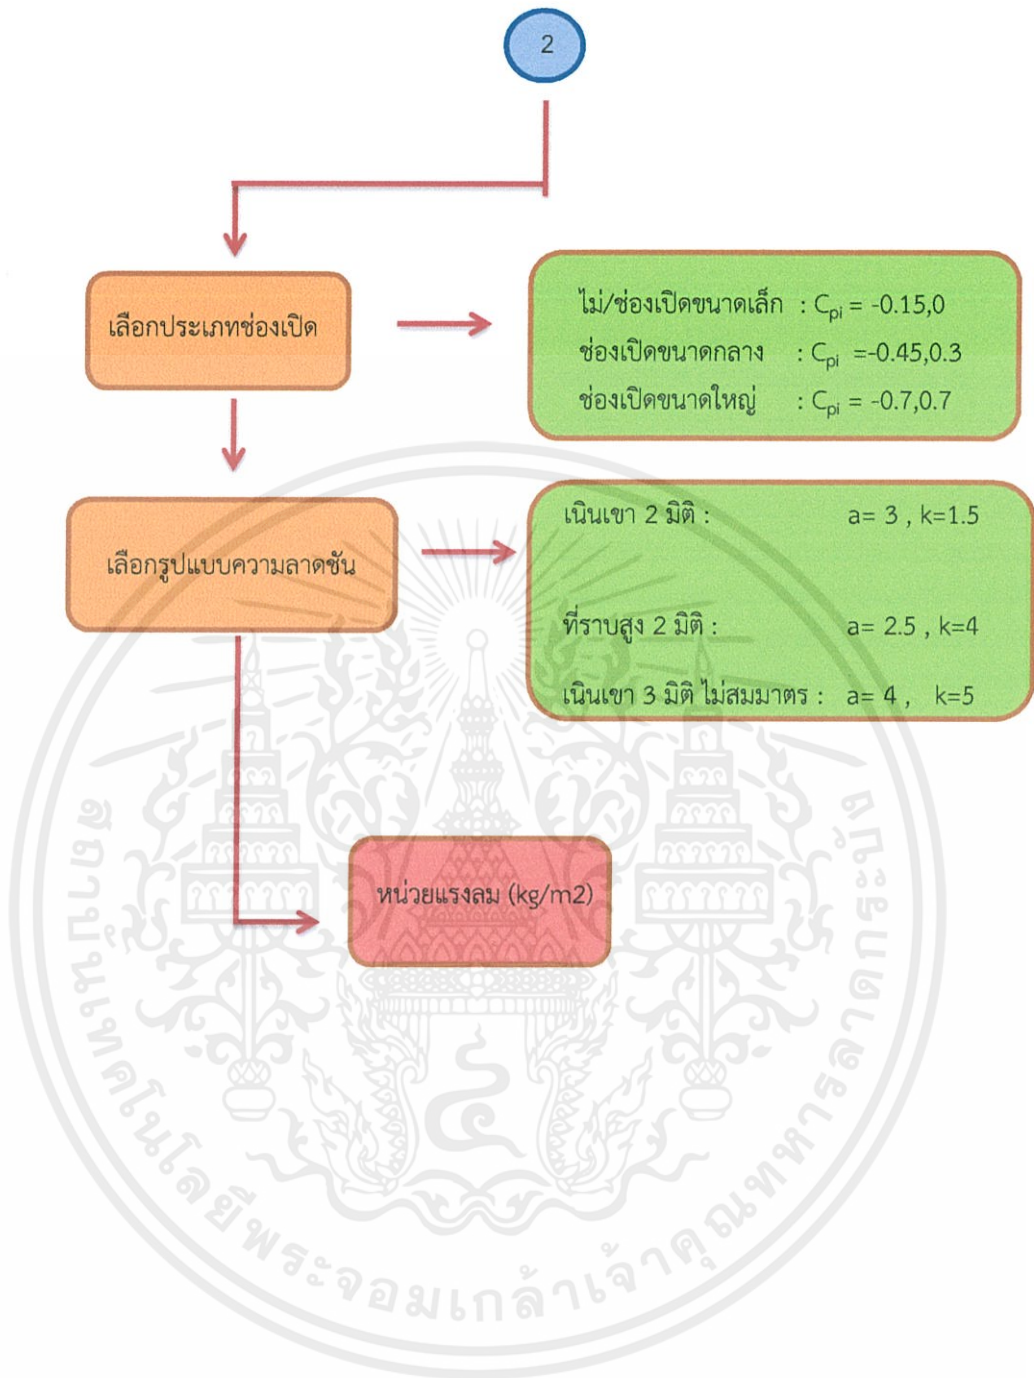 2
เลือกประเภทช่องเปิด
ไม่/ช่องเปิดขนาดเล็ก : Cpi = -0.15,0
ช่องเปิดขนาดกลาง : Cpi =-0.45,0.3
ช่องเปิดขนาดใหญ่ : Cpi = -0.7,0.7
เลือกรูปแบบความลาดชัน
เนินเขา 2 มิติ : a= 3 , k=1.5
ที่ราบสูง 2 มิติ : a= 2.5 , k=4
เนินเขา 3 มิติ ไม่สมมาตร : a= 4 , k=5
หน่วยแรงลม (kg/m2)
สถาบันเทคโนโลยีพระจอมเกล้าเจ้าคุณทหารลาดกระบัง